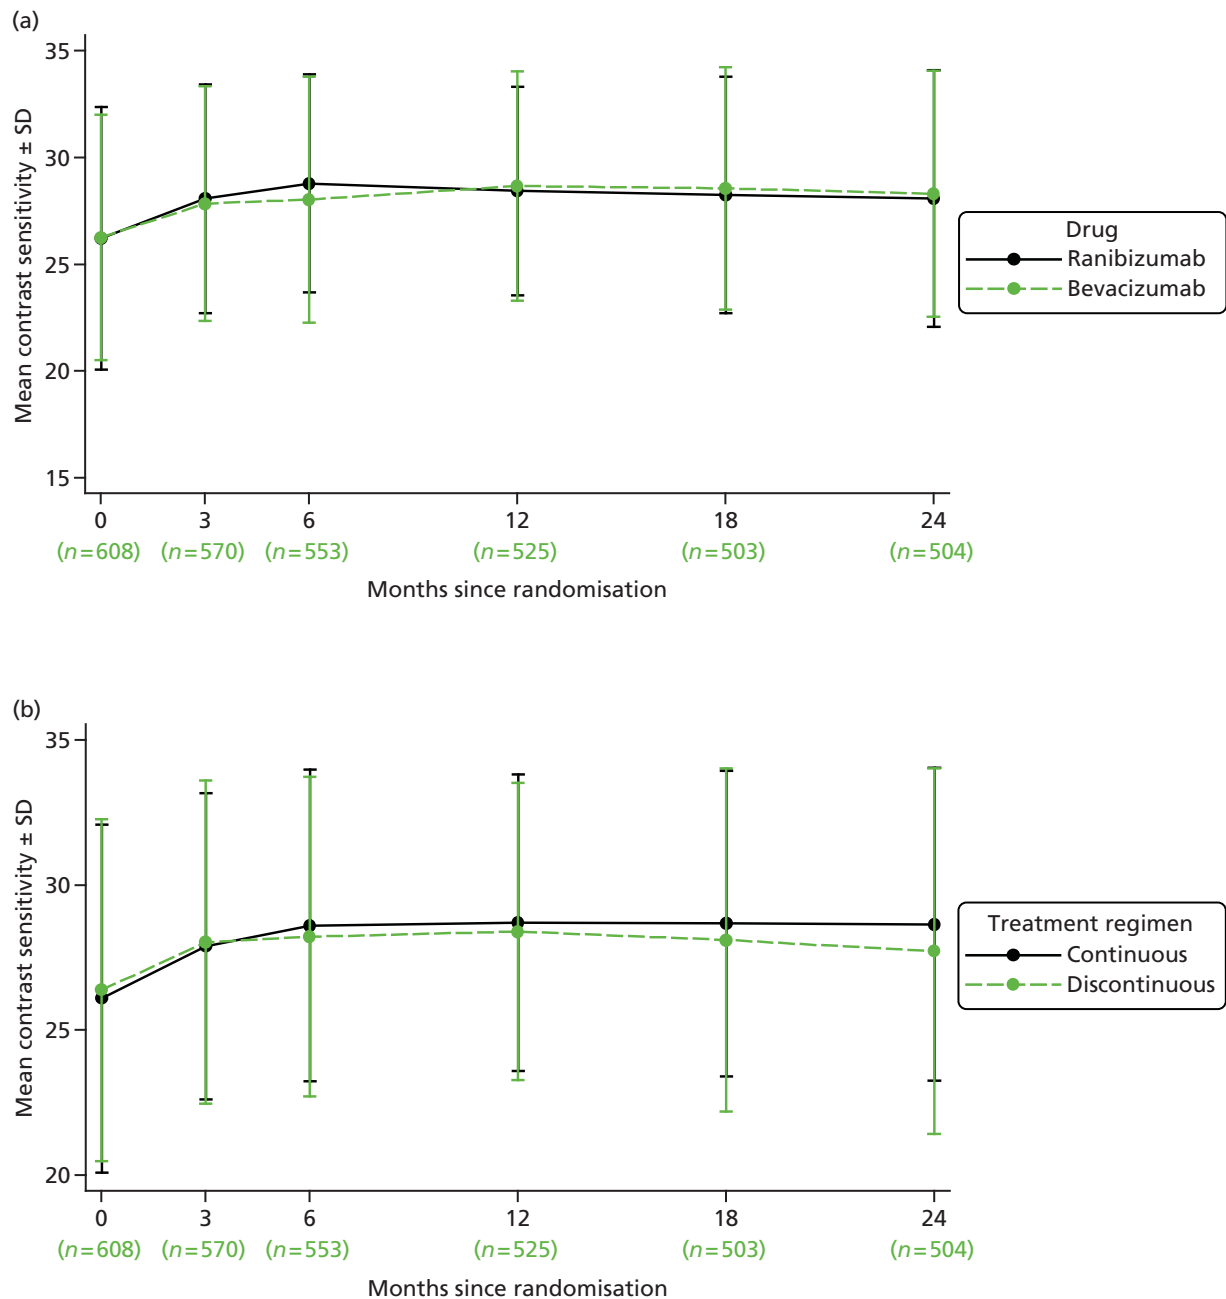 (a)
35
30
25
20
15
Mean contrast sensitivity ± SD
0 3 6 12 18 24
(n=608) (n=570) (n=553) (n=525) (n=503) (n=504)
Months since randomisation
Drug
Ranibizumab
Bevacizumab
(b)
35
30
25
20
Mean contrast sensitivity ± SD
0 3 6 12 18 24
(n=608) (n=570) (n=553) (n=525) (n=503) (n=504)
Months since randomisation
Treatment regimen
Continuous
Discontinuous